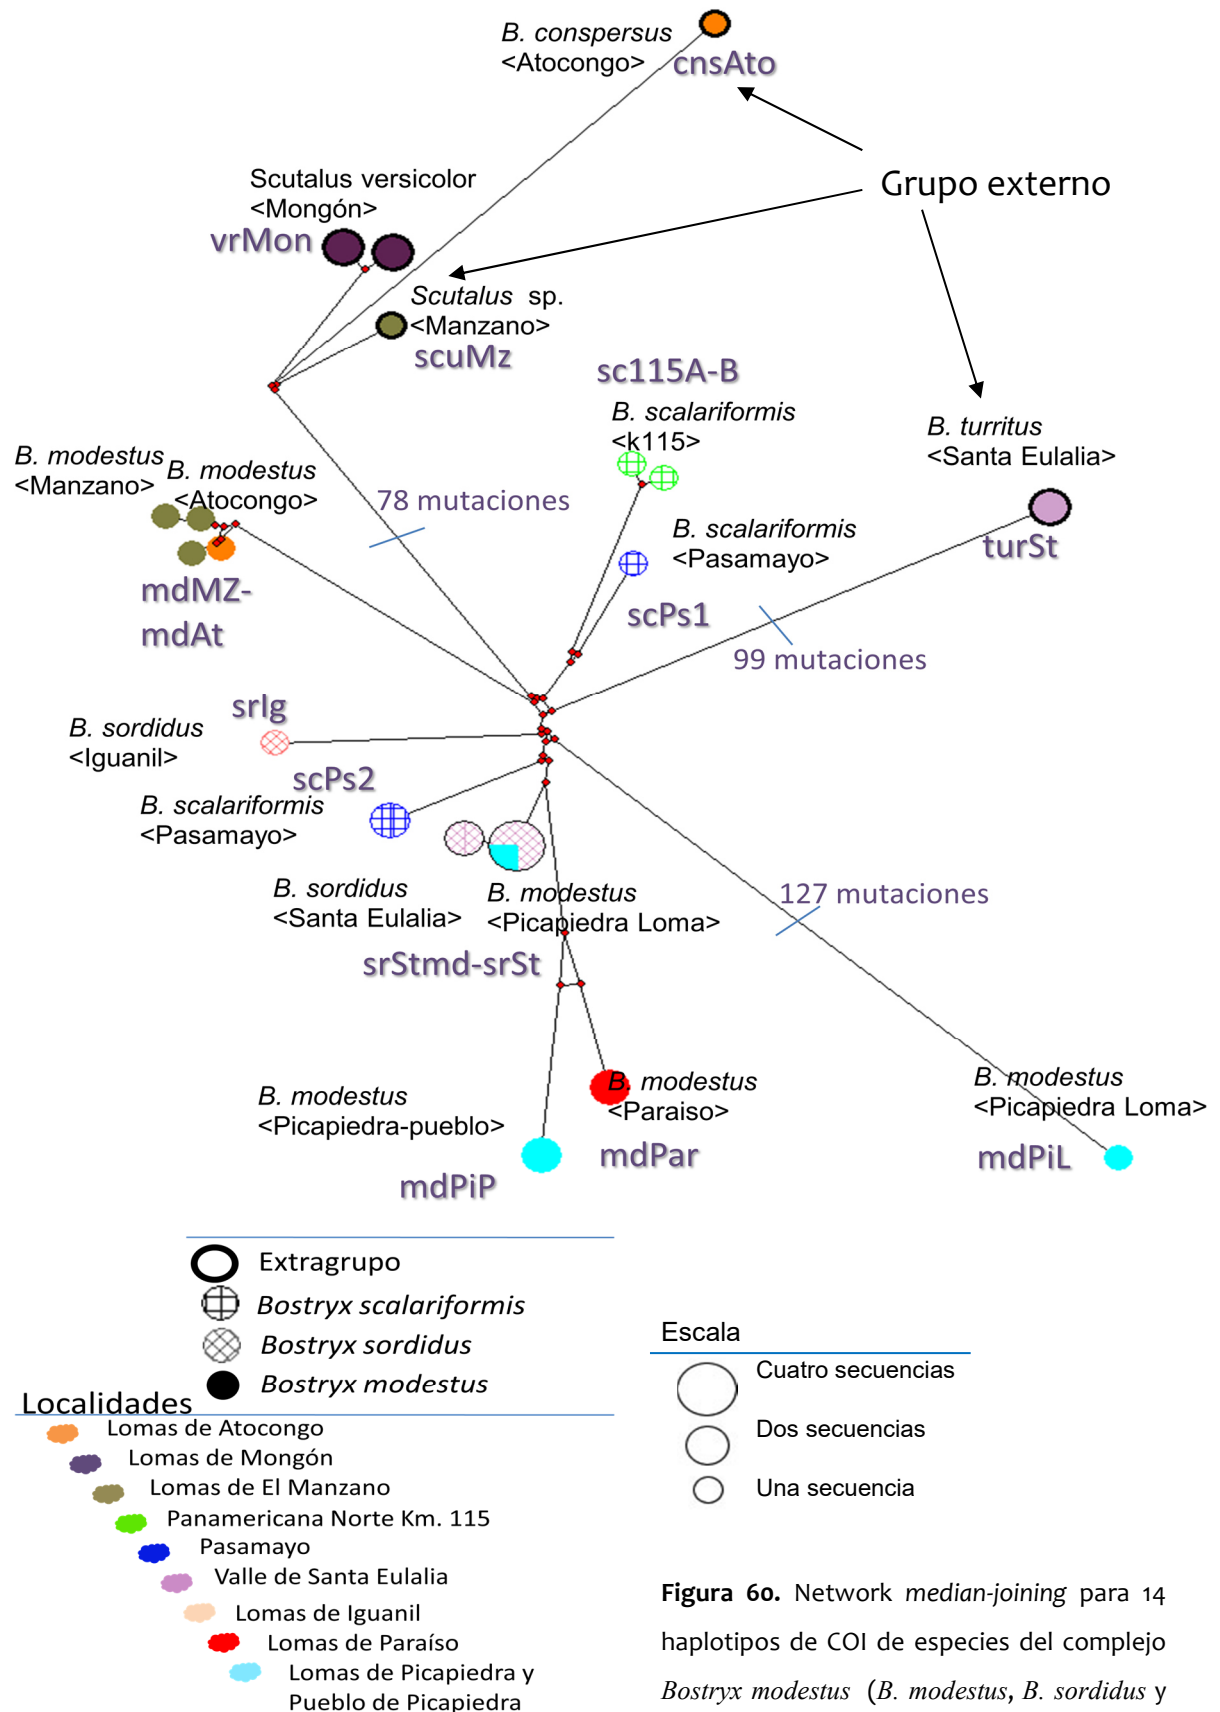 B. conspersus
<Atocongo>
cnsAto
Grupo externo
Scutalus versicolor
<Mongón>
vrMon
Scutalus sp.
<Manzano>
scuMz
sc115A-B
B. scalariformis
<k115>
B. turritus
<Santa Eulalia>
turSt
B. modestus
<Manzano>
B. modestus
<Atocongo>
78 mutaciones
B. scalariformis
<Pasamayo>
scPs1
mdMZ-
mdAt
99 mutaciones
srIg
B. sordidus
<Iguanil>
scPs2
B. scalariformis
<Pasamayo>
B. sordidus
<Santa Eulalia>
B. modestus
<Picapiedra Loma>
srStmd-srSt
127 mutaciones
B. modestus
<Picapiedra-pueblo>
mdPiP
B. modestus
<Paraiso>
mdPar
B. modestus
<Picapiedra Loma>
mdPiL
Extragrupo
Bostryx scalariformis
Bostryx sordidus
Bostryx modestus
Localidades
Lomas de Atocongo
Lomas de Mongón
Lomas de El Manzano
Panamericana Norte Km. 115
Pasamayo
Valle de Santa Eulalia
Lomas de Iguanil
Lomas de Paraíso
Lomas de Picapiedra y
Pueblo de Picapiedra
Escala
Cuatro secuencias
Dos secuencias
Una secuencia
Figura 60. Network median-joining para 14
haplotipos de COI de especies del complejo
Bostryx modestus (B. modestus, B. sordidus y